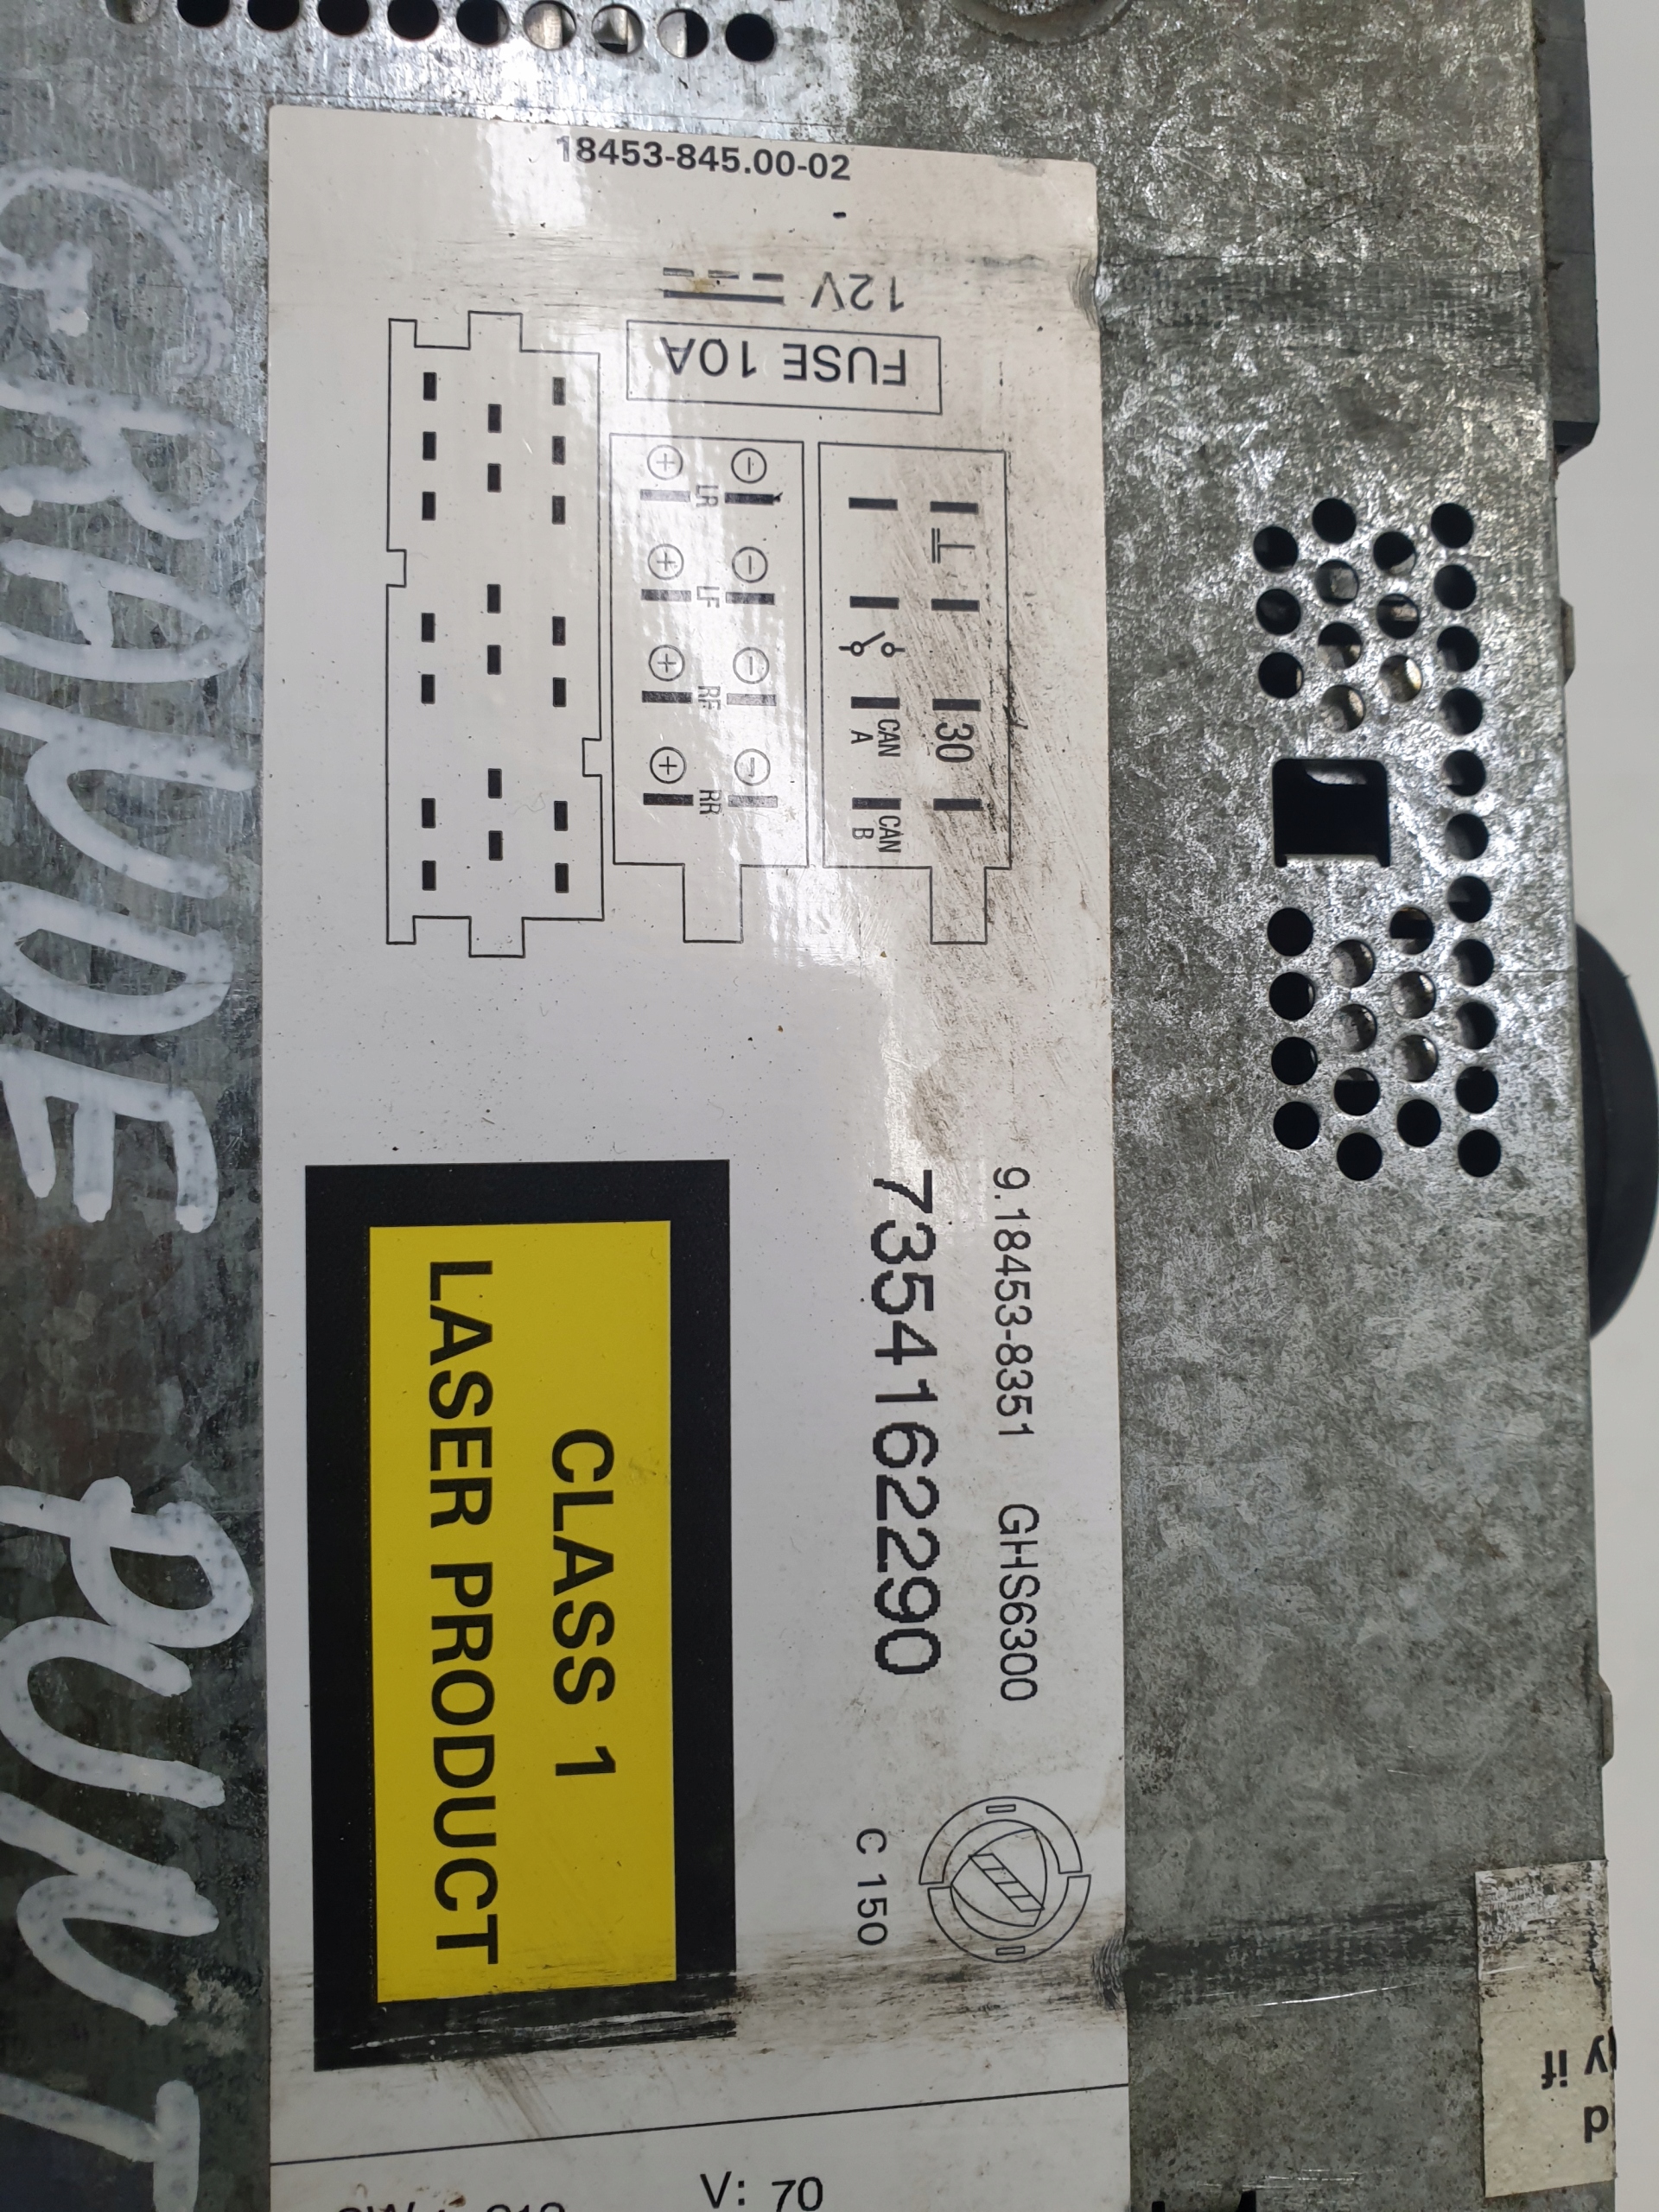 18453-845.00-02
12V
FUSE 10A
30
CAN A
CAN B
LR
LF
RF
RR
9.18453-8351 GHS6300
7354162290
C 150
CLASS 1
LASER PRODUCT
V: 70
GRANDE PUNT
y if
d